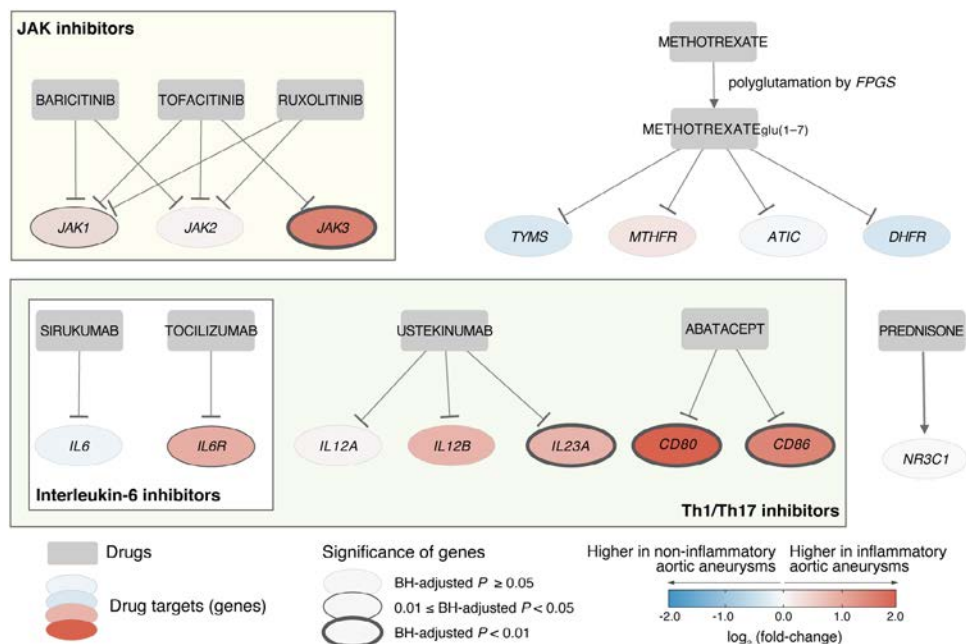 JAK inhibitors
BARICITINIB
TOFACITINIB
RUXOLITINIB
JAK1
JAK2
JAK3
METHOTREXATE
polyglutamation by FPGS
METHOTREXATEglu(1–7)
TYMS
MTHFR
ATIC
DHFR
SIRUKUMAB
TOCILIZUMAB
USTEKINUMAB
ABATACEPT
PREDNISONE
IL6
IL6R
IL12A
IL12B
IL23A
CD80
CD86
NR3C1
Interleukin-6 inhibitors
Th1/Th17 inhibitors
Drugs
Drug targets (genes)
Significance of genes
BH-adjusted P ≥ 0.05
0.01 ≤ BH-adjusted P < 0.05
BH-adjusted P < 0.01
Higher in non-inflammatory
aortic aneurysms
Higher in inflammatory
aortic aneurysms
-2.0 -1.0 0.0 1.0 2.0
log2 (fold-change)